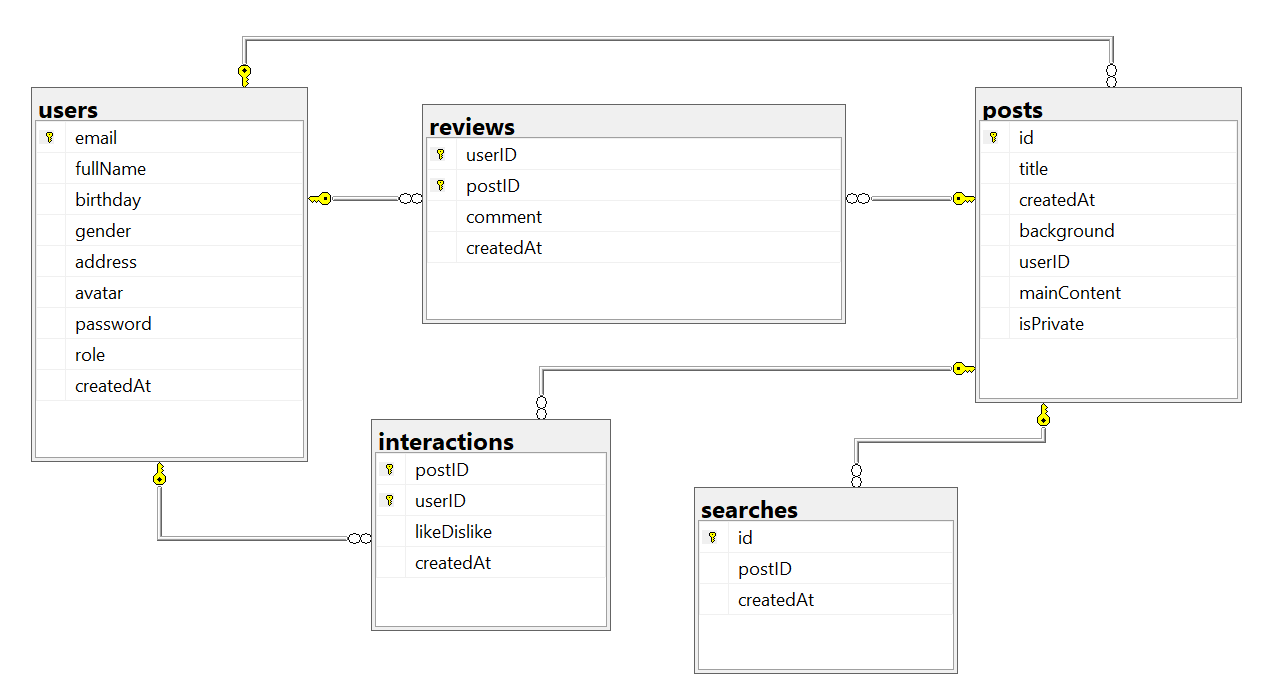 users
email
fullName
birthday
gender
address
avatar
password
role
createdAt
reviews
userID
postID
comment
createdAt
posts
id
title
createdAt
background
userID
mainContent
isPrivate
interactions
postID
userID
likeDislike
createdAt
searches
id
postID
createdAt